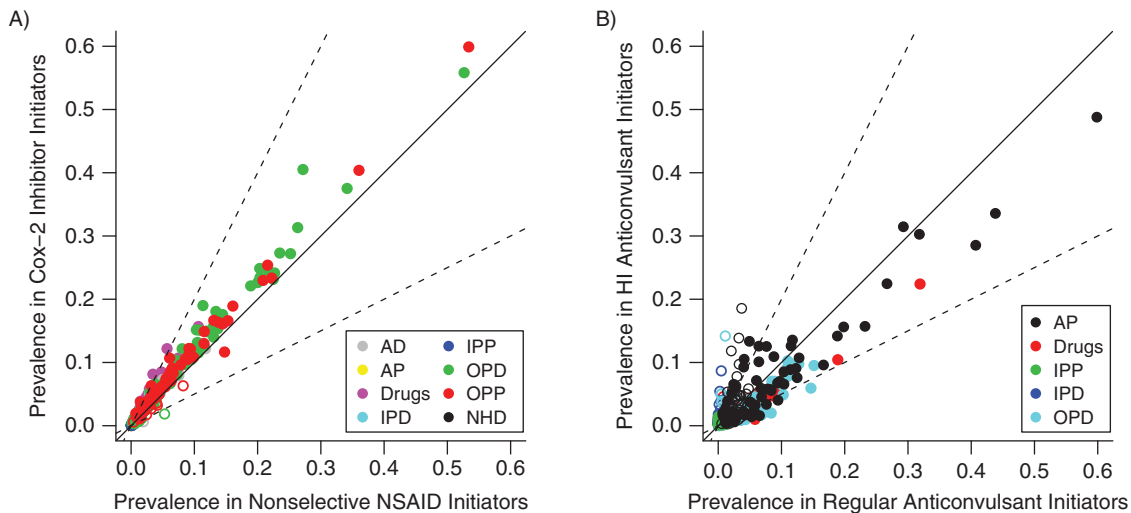 A)
Prevalence in Cox–2 Inhibitor Initiators
0.6
0.5
0.4
0.3
0.2
0.1
0.0
0.0 0.1 0.2 0.3 0.4 0.5 0.6
Prevalence in Nonselective NSAID Initiators
AD IPP
AP OPD
Drugs OPP
IPD NHD
B)
Prevalence in HI Anticonvulsant Initiators
0.6
0.5
0.4
0.3
0.2
0.1
0.0
0.0 0.1 0.2 0.3 0.4 0.5 0.6
Prevalence in Regular Anticonvulsant Initiators
AP
Drugs
IPP
IPD
OPD